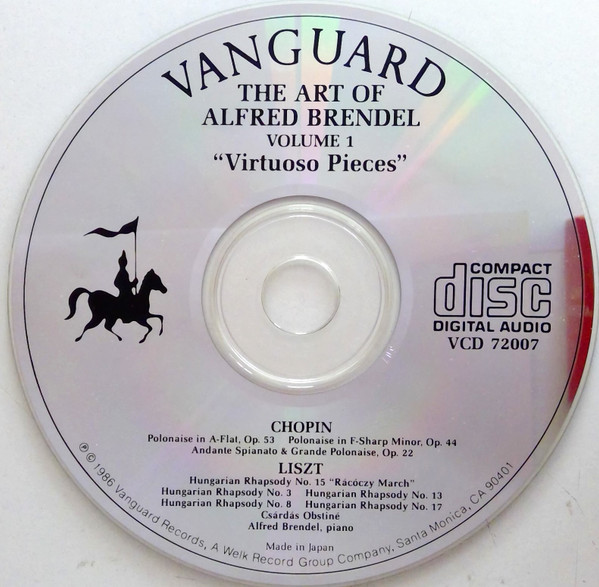 VANGUARD
THE ART OF
ALFRED BRENDEL
VOLUME 1
“Virtuoso Pieces”
COMPACT
disc
DIGITAL AUDIO
VCD 72007
CHOPIN
Polonaise in A-Flat, Op. 53 Polonaise in F-Sharp Minor, Op. 44
Andante Spianato & Grande Polonaise, Op. 22
LISZT
Hungarian Rhapsody No. 15 “Rácóczy March”
Hungarian Rhapsody No. 3 Hungarian Rhapsody No. 13
Hungarian Rhapsody No. 8 Hungarian Rhapsody No. 17
Csárdás Obstiné
Alfred Brendel, piano
Made in Japan
℗ © 1986 Vanguard Records, A Welk Record Group Company, Santa Monica, CA 90401